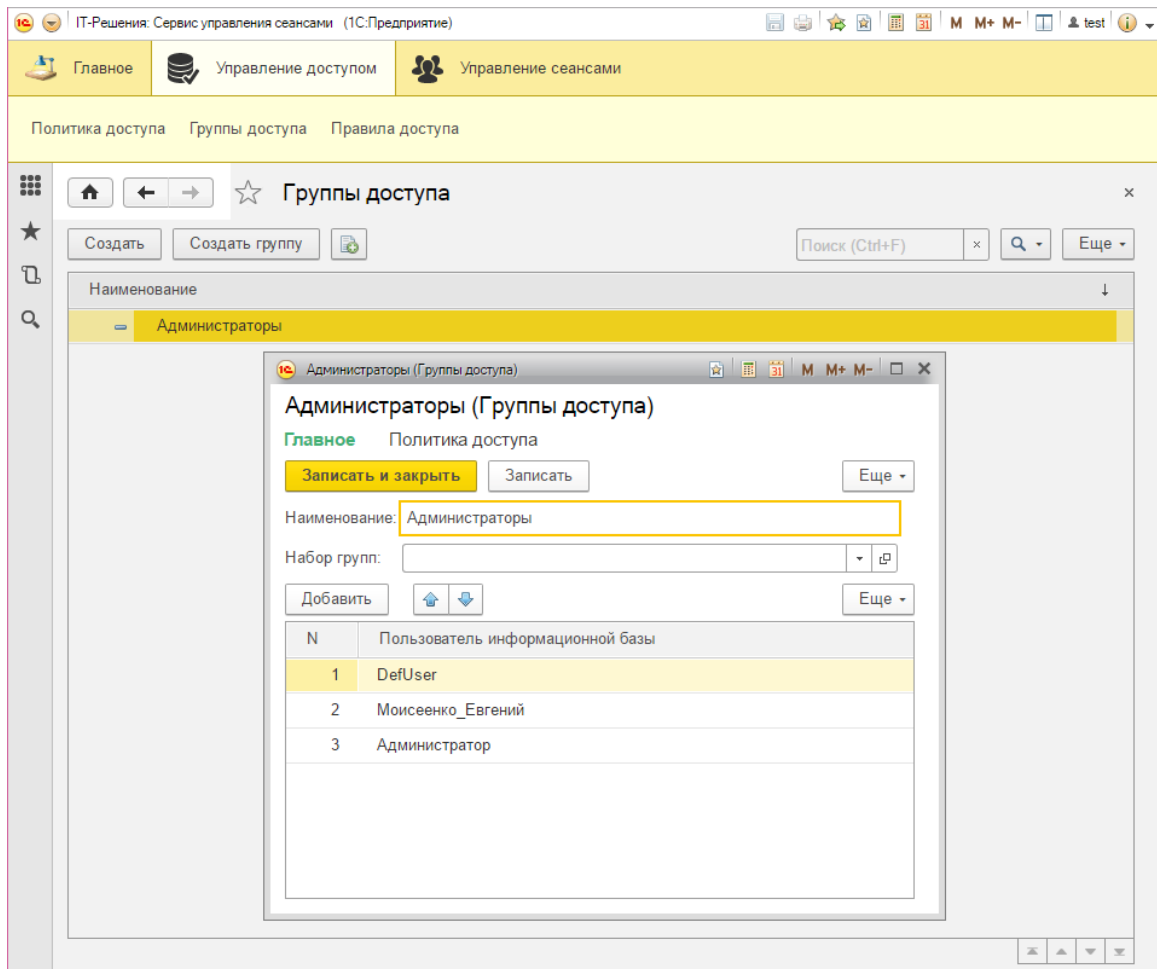 IT-Решения: Сервис управления сеансами (1С:Предприятие)
M M+ M- test
Главное Управление доступом Управление сеансами
Политика доступа Группы доступа Правила доступа
Группы доступа
Создать Создать группу Поиск (Ctrl+F) Еще
Наименование
Администраторы
Администраторы (Группы доступа) M M+ M-
Администраторы (Группы доступа)
Главное Политика доступа
Записать и закрыть Записать Еще
Наименование: Администраторы
Набор групп:
Добавить Еще
N Пользователь информационной базы
1 DefUser
2 Моисеенко_Евгений
3 Администратор